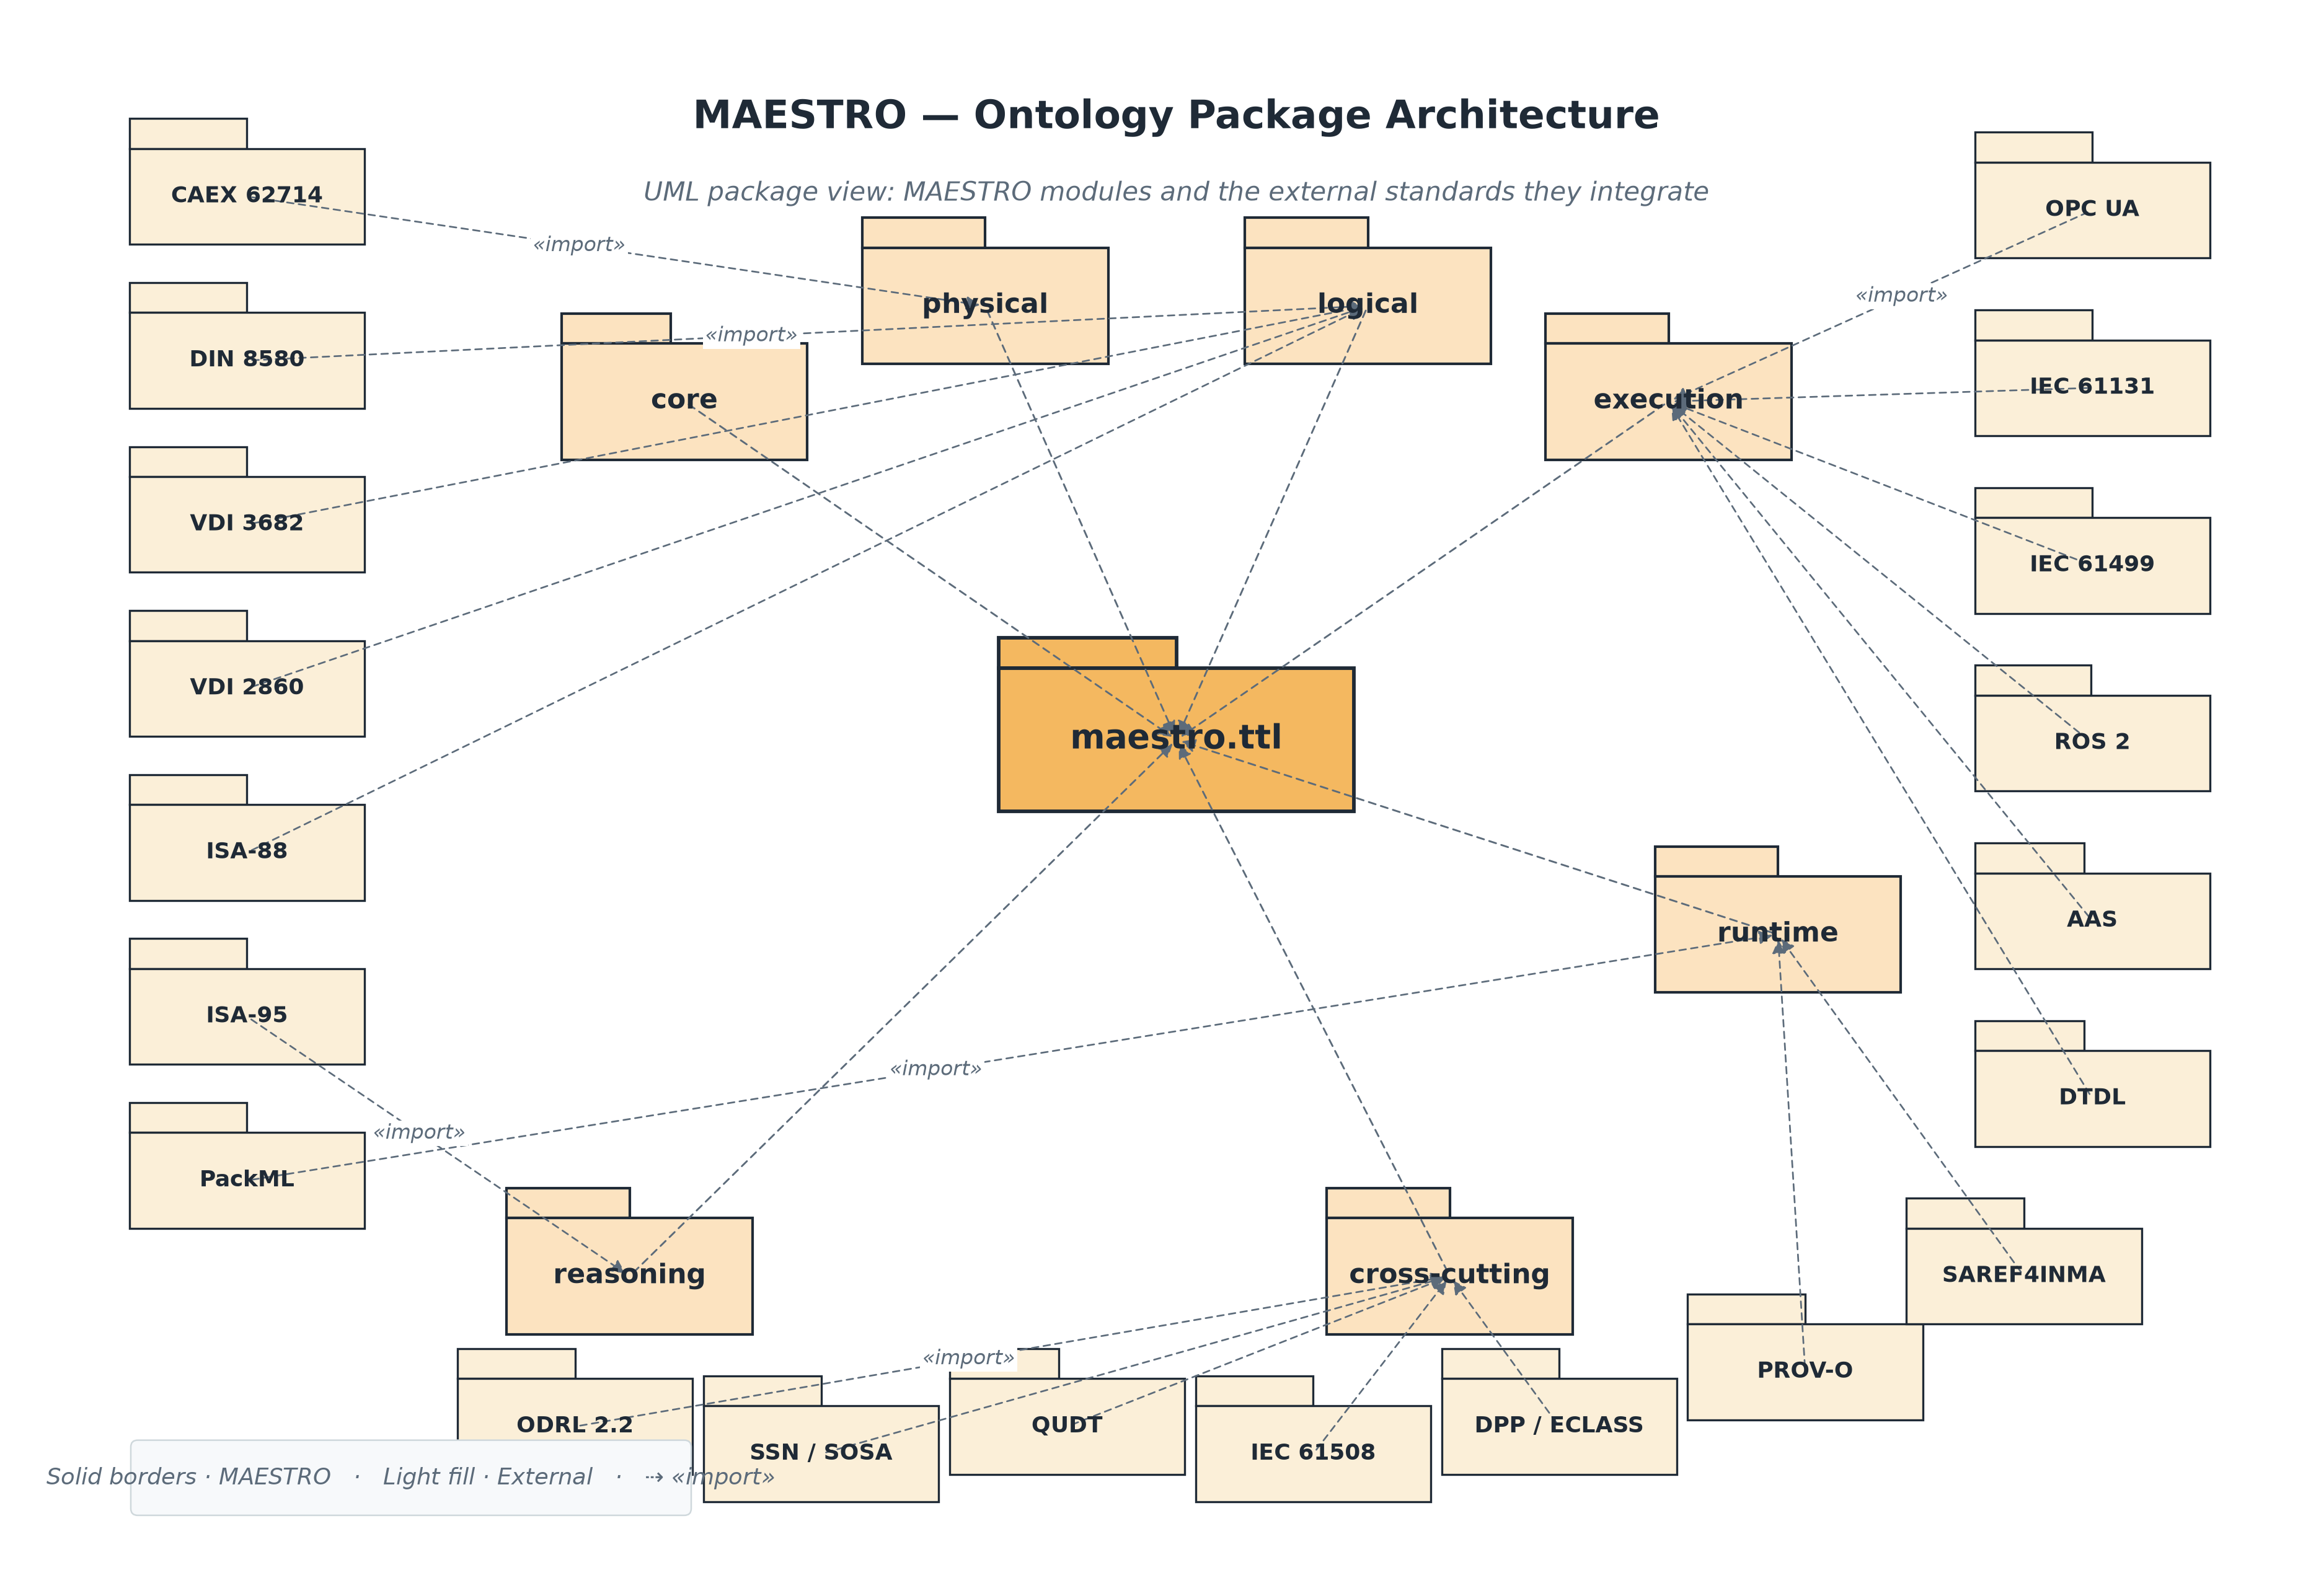 MAESTRO — Ontology Package Architecture
UML package view: MAESTRO modules and the external standards they integrate
CAEX 62714
OPC UA
«import»
physical
logical
«import»
«import»
DIN 8580
core
execution
IEC 61131
VDI 3682
IEC 61499
VDI 2860
maestro.ttl
ROS 2
ISA-88
AAS
runtime
ISA-95
«import»
DTDL
«import»
PackML
reasoning
cross-cutting
SAREF4INMA
«import»
PROV-O
ODRL 2.2
QUDT
DPP / ECLASS
SSN / SOSA
IEC 61508
Solid borders · MAESTRO · Light fill · External · ⇢ «import»